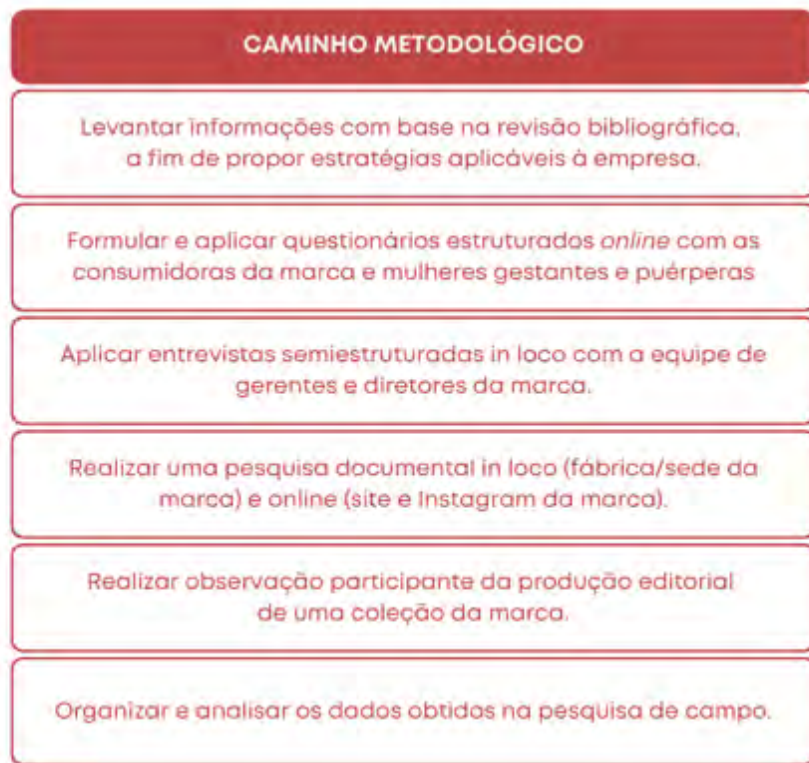 CAMINHO METODOLÓGICO
Levantar informações com base na revisão bibliográfica,
a fim de propor estratégias aplicáveis à empresa.
Formular e aplicar questionários estruturados online com as
consumidoras da marca e mulheres gestantes e puérperas
Aplicar entrevistas semiestruturadas in loco com a equipe de
gerentes e diretores da marca.
Realizar uma pesquisa documental in loco (fábrica/sede da
marca) e online (site e Instagram da marca).
Realizar observação participante da produção editorial
de uma coleção da marca.
Organizar e analisar os dados obtidos na pesquisa de campo.